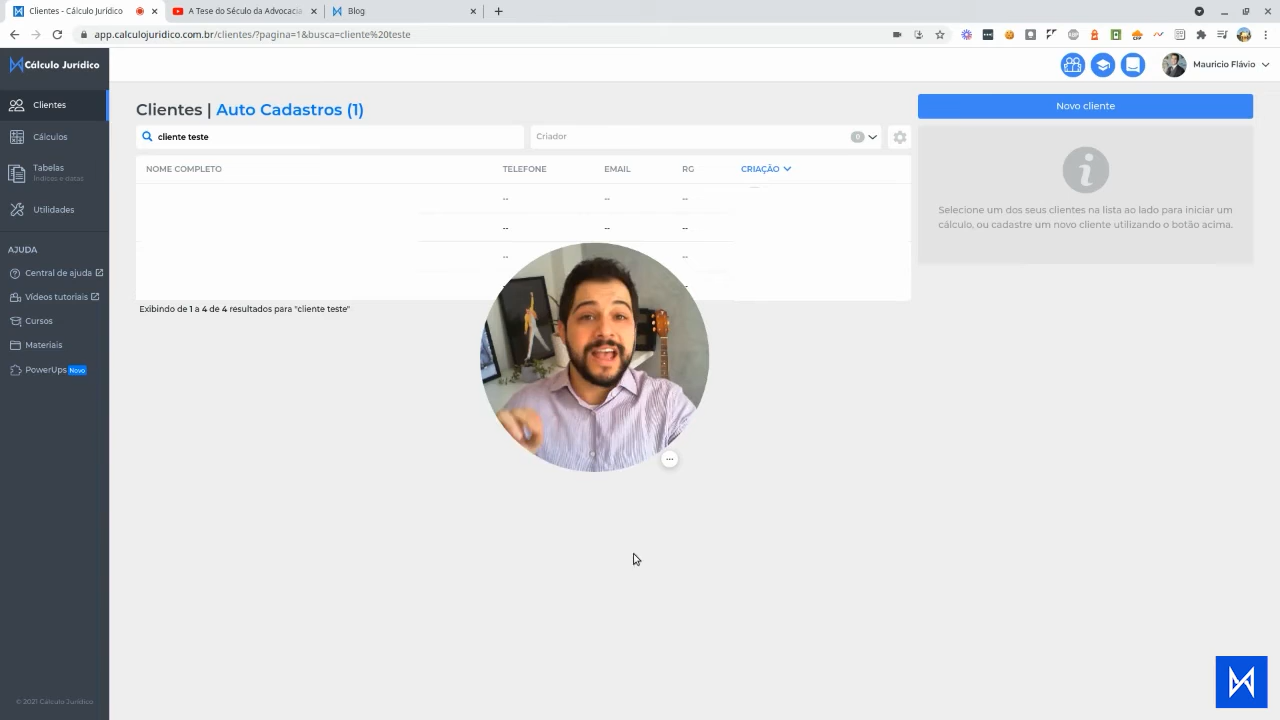 Clientes - Cálculo Jurídico
A Tese do Século da Advocaci
Blog
app.calculojuridico.com.br/clientes/?pagina=1&busca=cliente%20teste
Cálculo Jurídico
Mauricio Flávio
Clientes
Cálculos
Tabelas
Índices e datas
Utilidades
AJUDA
Central de ajuda
Vídeos tutoriais
Cursos
Materiais
PowerUps Novo
© 2021 Cálculo Jurídico
Clientes | Auto Cadastros (1)
cliente teste
Criador
0
NOME COMPLETO TELEFONE EMAIL RG CRIAÇÃO
-- -- --
-- -- --
-- --
--
Exibindo de 1 a 4 de 4 resultados para "cliente teste"
Novo cliente
Selecione um dos seus clientes na lista ao lado para iniciar um
cálculo, ou cadastre um novo cliente utilizando o botão acima.